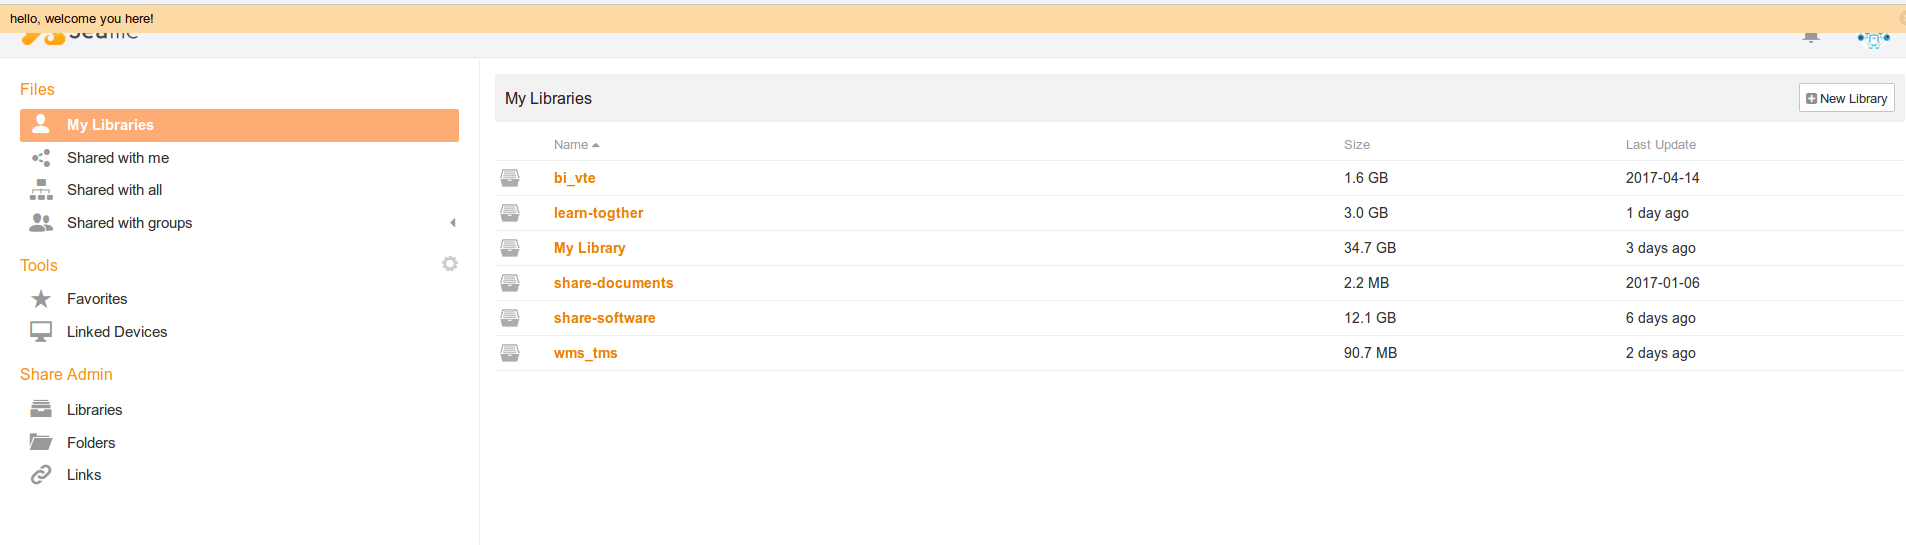 hello, welcome you here!
Files
My Libraries
Shared with me
Shared with all
Shared with groups
Tools
Favorites
Linked Devices
Share Admin
Libraries
Folders
Links
My Libraries
New Library
Name Size Last Update
bi_vte 1.6 GB 2017-04-14
learn-togther 3.0 GB 1 day ago
My Library 34.7 GB 3 days ago
share-documents 2.2 MB 2017-01-06
share-software 12.1 GB 6 days ago
wms_tms 90.7 MB 2 days ago